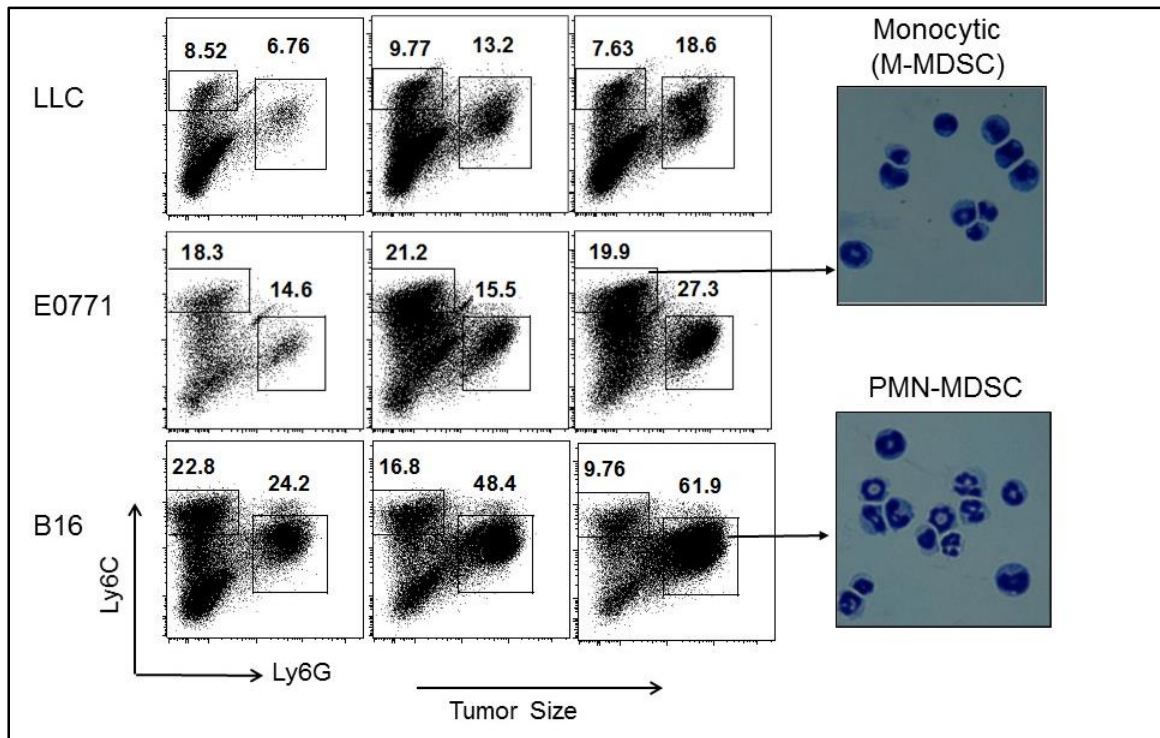 8.52 6.76 9.77 13.2 7.63 18.6
LLC
Monocytic
(M-MDSC)
18.3 14.6 21.2 15.5 19.9 27.3
E0771
PMN-MDSC
22.8 24.2 16.8 48.4 9.76 61.9
B16
Ly6C
Ly6G
Tumor Size